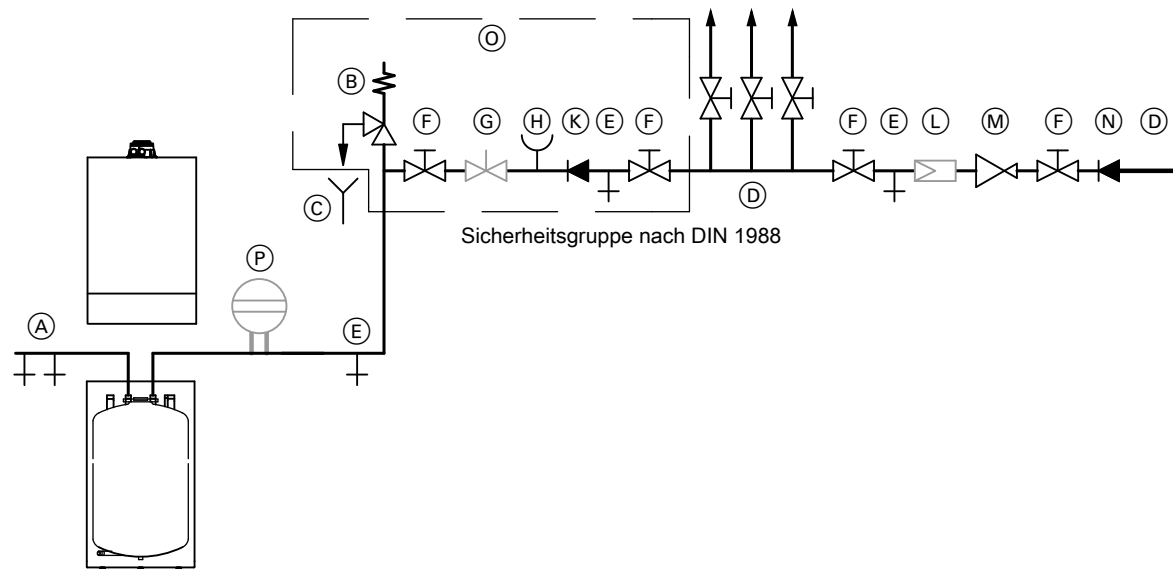 O
B
F G H K E F F E L M F N D
C
D
Sicherheitsgruppe nach DIN 1988
P
A
E